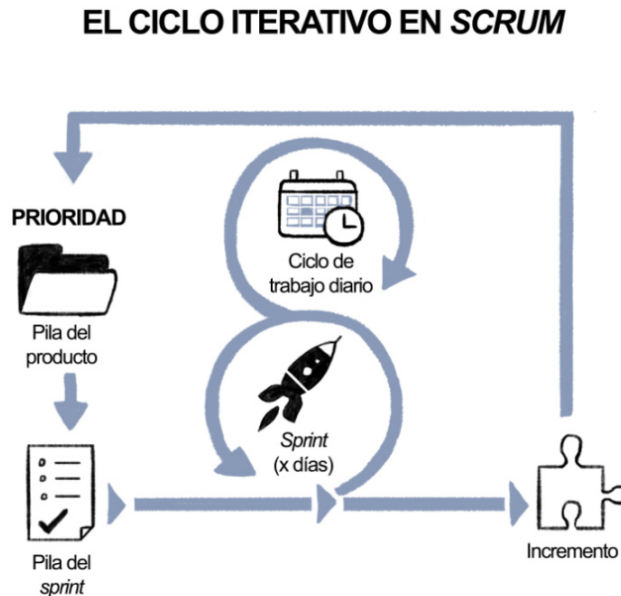 EL CICLO ITERATIVO EN SCRUM
PRIORIDAD
Pila del
producto
Ciclo de
trabajo diario
Sprint
(x días)
Pila del
sprint
Incremento